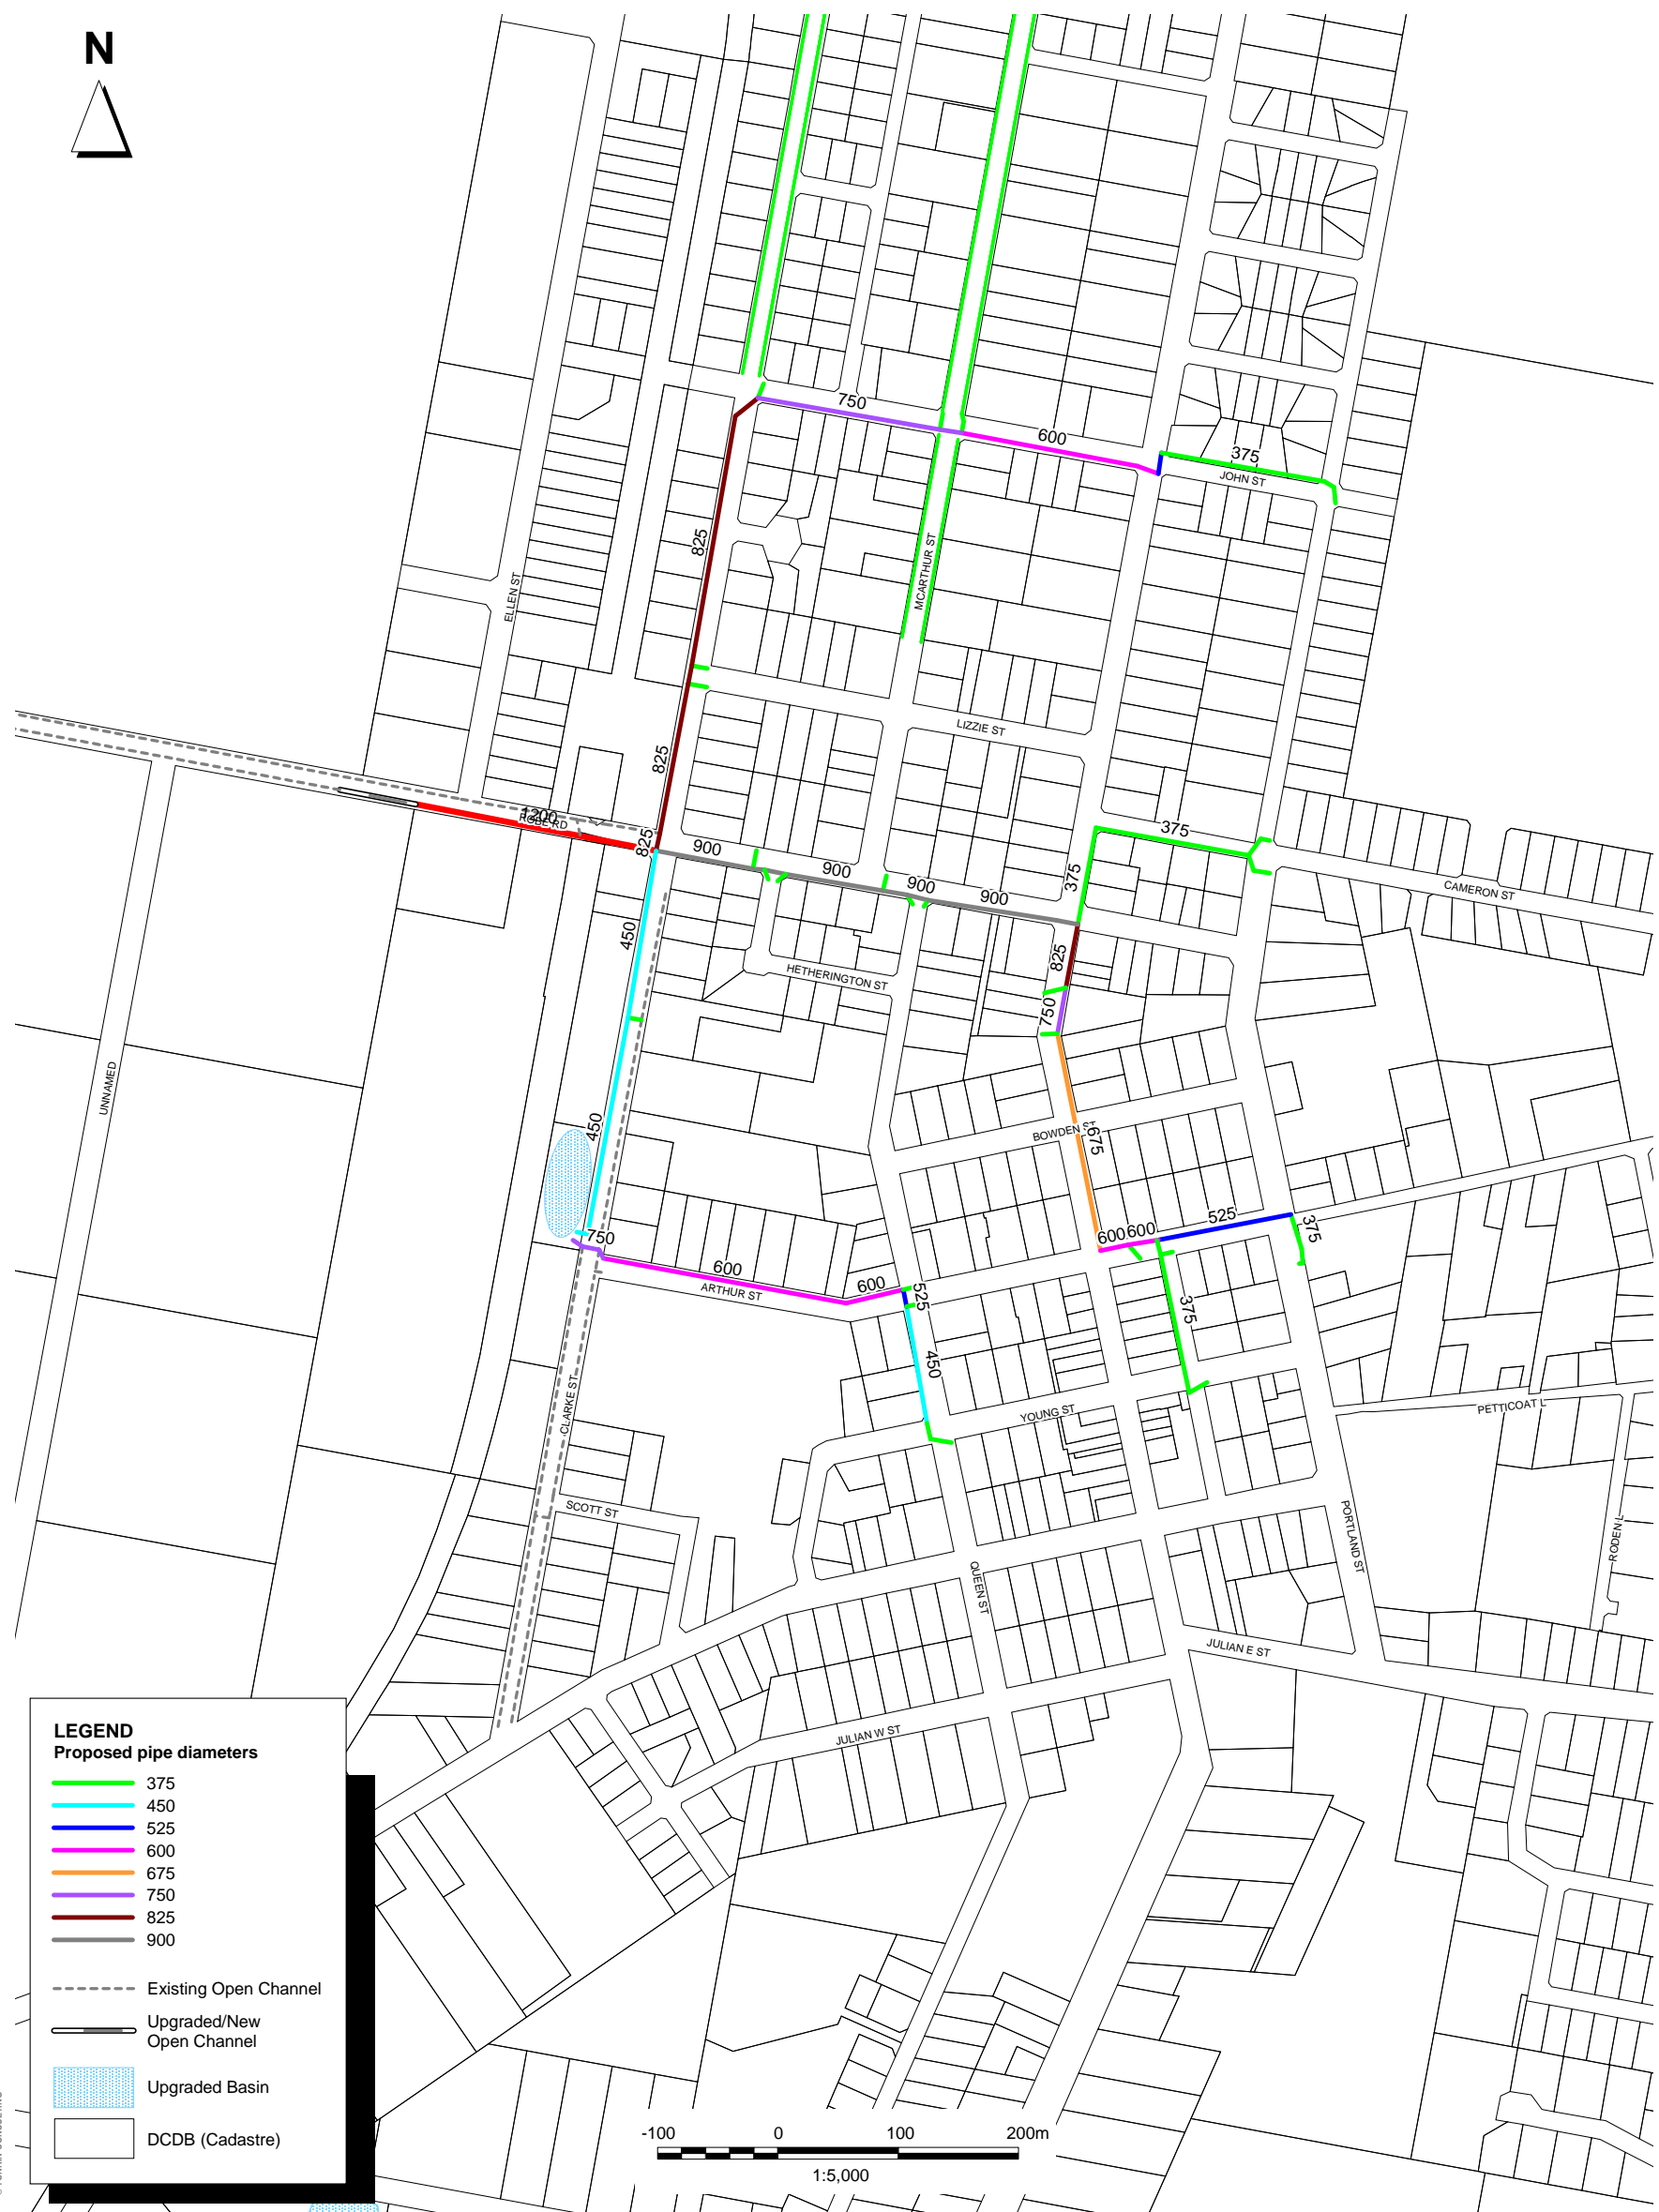 N
750
600
375
JOHN ST
825
MCARTHUR ST
ELLEN ST
LIZZIE ST
825
1200
ROBE RD
825
900
900
900
900
375
375
CAMERON ST
450
825
HETHERINGTON ST
750
UNNAMED
450
BOWDEN ST
675
750
600
600
525
375
600
600
525
ARTHUR ST
375
450
CLARKE ST
YOUNG ST
PETTICOAT L
SCOTT ST
PORTLAND ST
RODEN L
QUEEN ST
JULIAN E ST
JULIAN W ST
LEGEND
Proposed pipe diameters
375
450
525
600
675
750
825
900
Existing Open Channel
Upgraded/New
Open Channel
Upgraded Basin
DCDB (Cadastre)
-100 0 100 200m
1:5,000